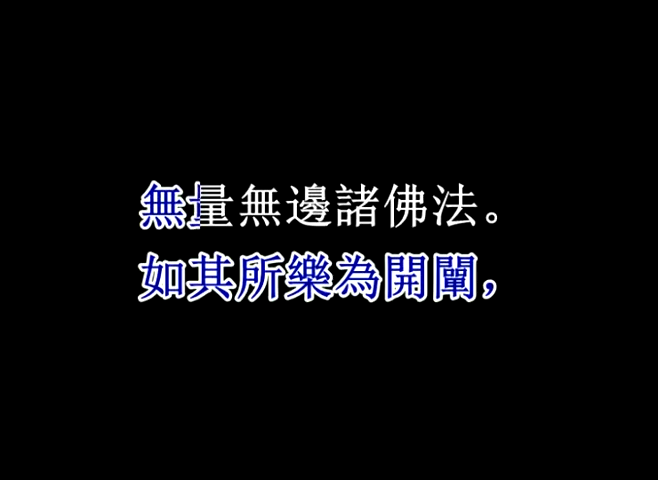 無量無邊諸佛法。
如其所樂為開闡，